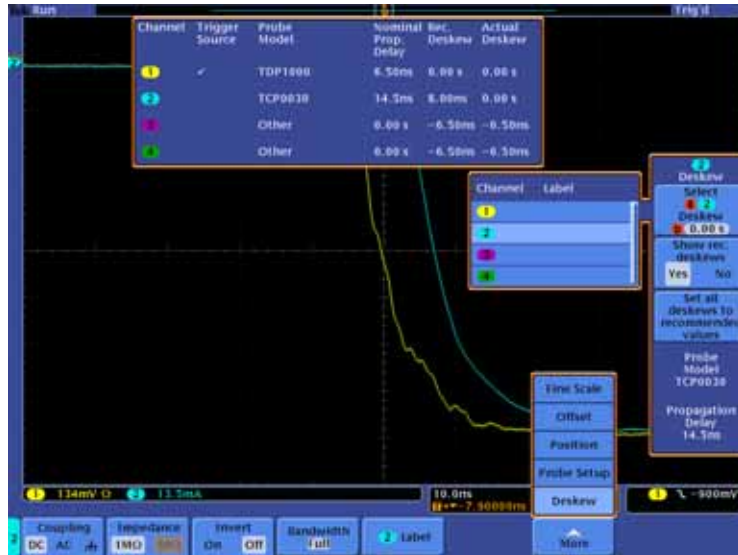 Run
Trig'd
Channel Trigger Source Probe Model Nominal Prop. Delay Rec. Deskew Actual Deskew
1 ✓ TDP1000 6.50ns 0.00 s 0.00 s
2 TCP0030 14.5ns 8.00ns 0.00 s
3 Other 0.00 s -6.50ns -6.50ns
4 Other 0.00 s -6.50ns -6.50ns
Channel Label
1
2
3
4
2
Deskew
Select
a 2
Deskew
0.00 s
Show rec.
deskews
Yes No
Set all
deskews to
recommended
values
Probe
Model
TCP0030
Propagation
Delay
14.5ns
Fine Scale
Offset
Position
Probe Setup
Deskew
1 134mV Ω 2 13.5mA
10.0ns
1 -900mV
2
Coupling
DC AC
Impedance
1MΩ
Invert
On Off
Bandwidth
Full
2 Label
More